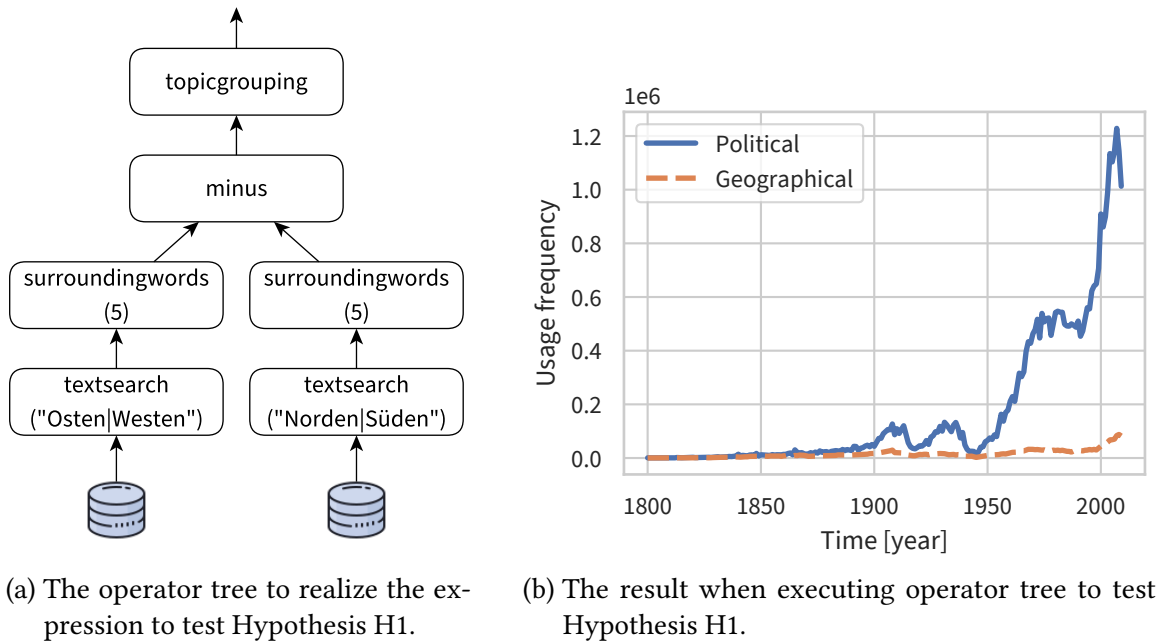 topicgrouping
minus
surroundingwords
(5)
surroundingwords
(5)
textsearch
("Osten|Westen")
textsearch
("Norden|Süden")
(a) The operator tree to realize the ex-
pression to test Hypothesis H1.
1e6
Political
Geographical
Usage frequency
1.2
1.0
0.8
0.6
0.4
0.2
0.0
1800 1850 1900 1950 2000
Time [year]
(b) The result when executing operator tree to test
Hypothesis H1.